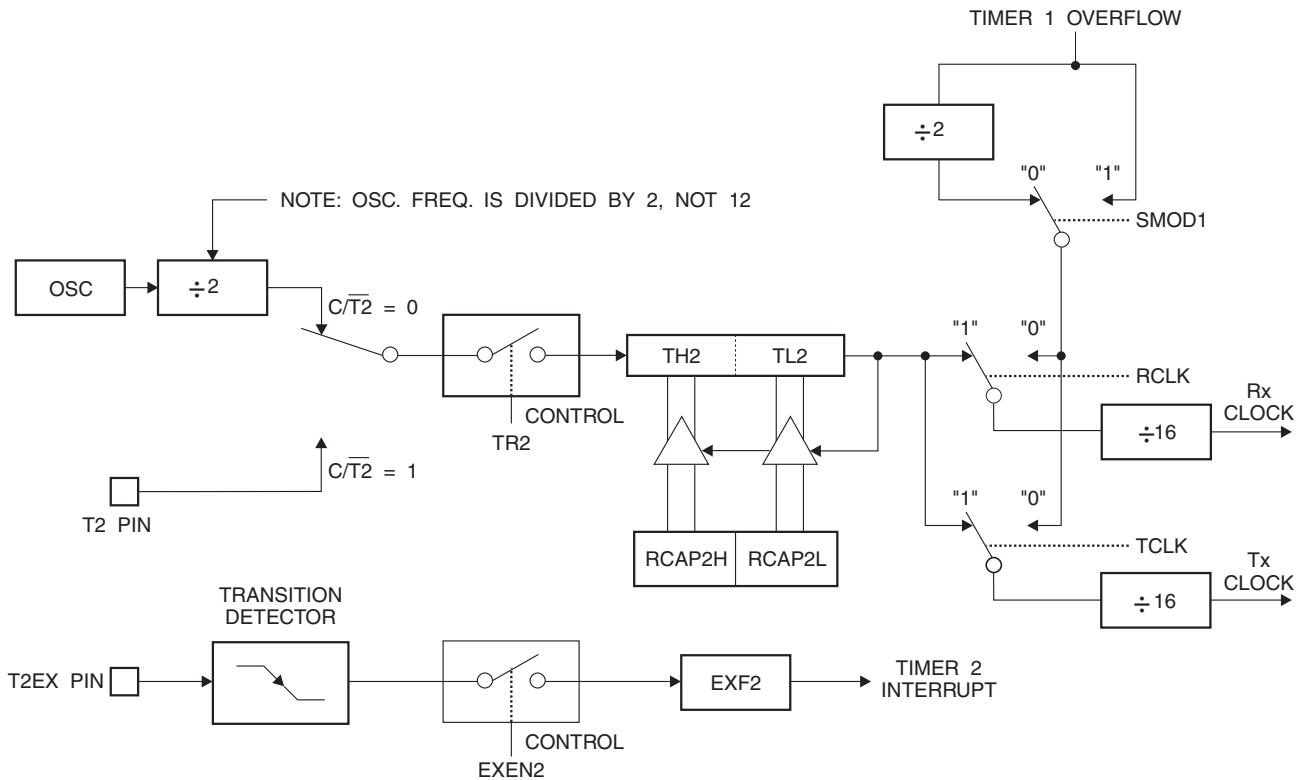 TIMER 1 OVERFLOW
÷2
"0" "1"
SMOD1
NOTE: OSC. FREQ. IS DIVIDED BY 2, NOT 12
OSC
÷2
C/T̅2̅ = 0
TH2 TL2
"1" "0"
RCLK
Rx
CLOCK
÷16
CONTROL
TR2
C/T̅2̅ = 1
T2 PIN
"1" "0"
TCLK
Tx
CLOCK
÷16
RCAP2H RCAP2L
TRANSITION
DETECTOR
T2EX PIN
EXF2
TIMER 2
INTERRUPT
CONTROL
EXEN2